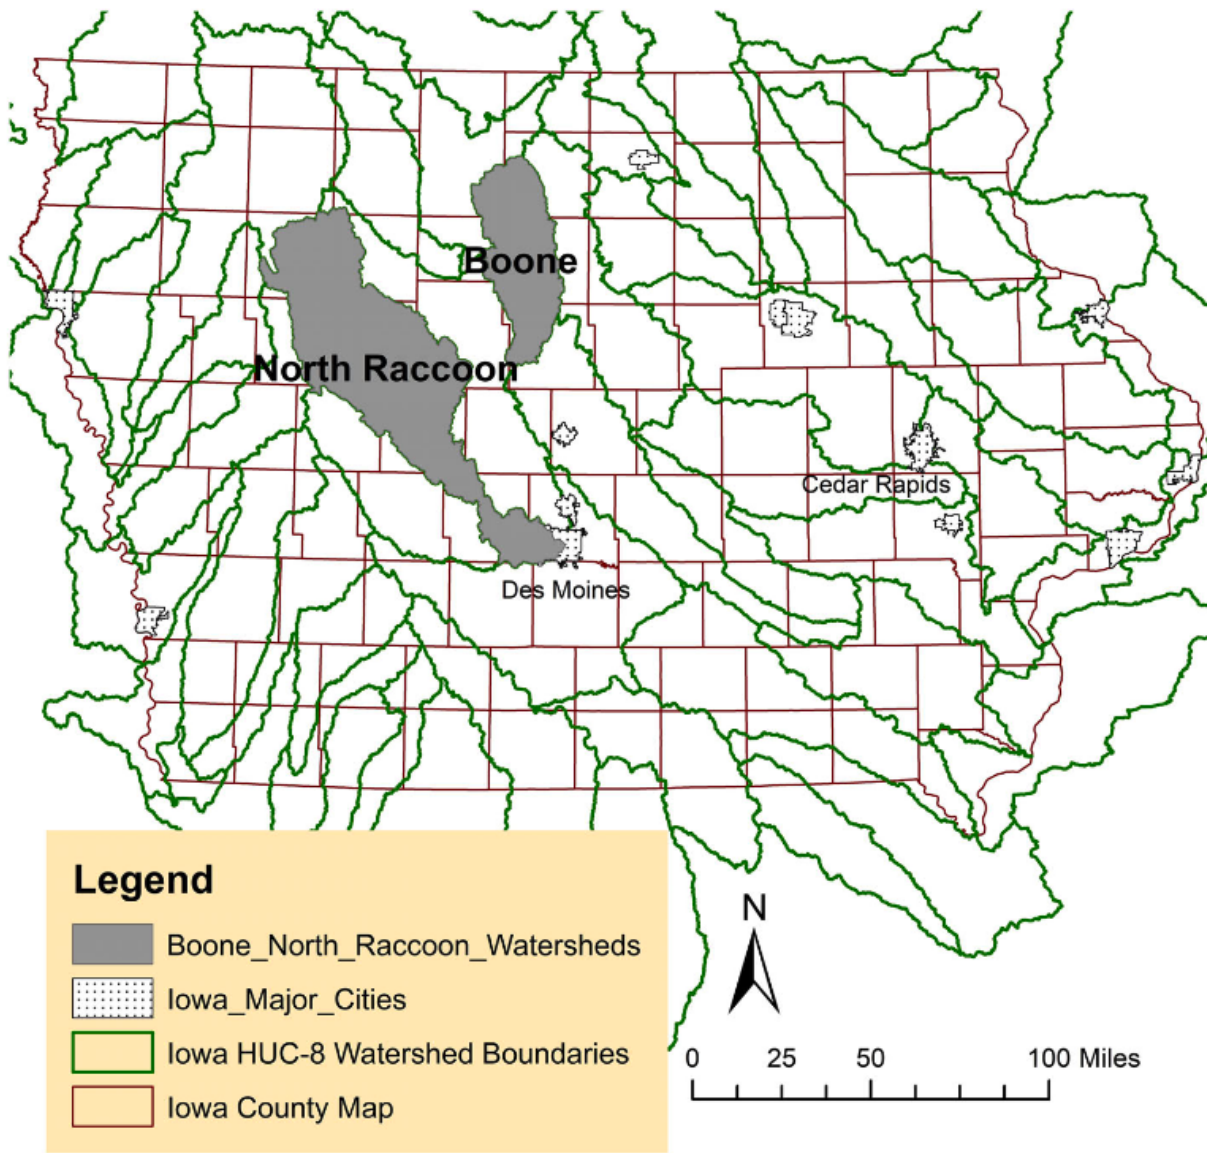 Boone
North Raccoon
Cedar Rapids
Des Moines
Legend
Boone_North_Raccoon_Watersheds
Iowa_Major_Cities
Iowa HUC-8 Watershed Boundaries
Iowa County Map
N
0 25 50 100 Miles